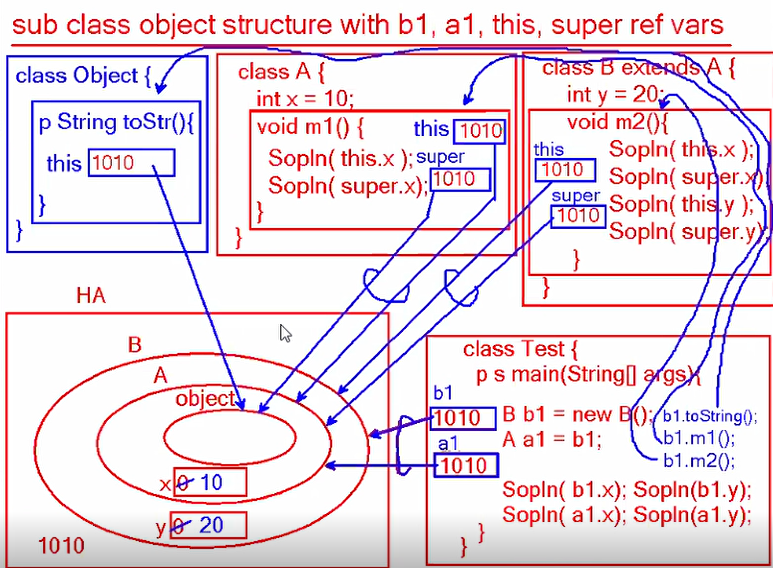 sub class object structure with b1, a1, this, super ref vars
class Object {
p String toStr(){
this 1010
}
}
class A {
int x = 10;
void m1() {
this 1010
Sopln( this.x );
super 1010
Sopln( super.x);
}
}
class B extends A {
int y = 20;
void m2(){
this 1010
Sopln( this.x );
Sopln( super.x);
super 1010
Sopln( this.y );
Sopln( super.y);
}
}
HA
B
A
object
x 0 10
y 0 20
1010
class Test {
p s main(String[] args){
b1
1010
B b1 = new B();
b1.toString();
a1
1010
A a1 = b1;
b1.m1();
b1.m2();
Sopln( b1.x); Sopln(b1.y);
Sopln( a1.x); Sopln(a1.y);
}
}